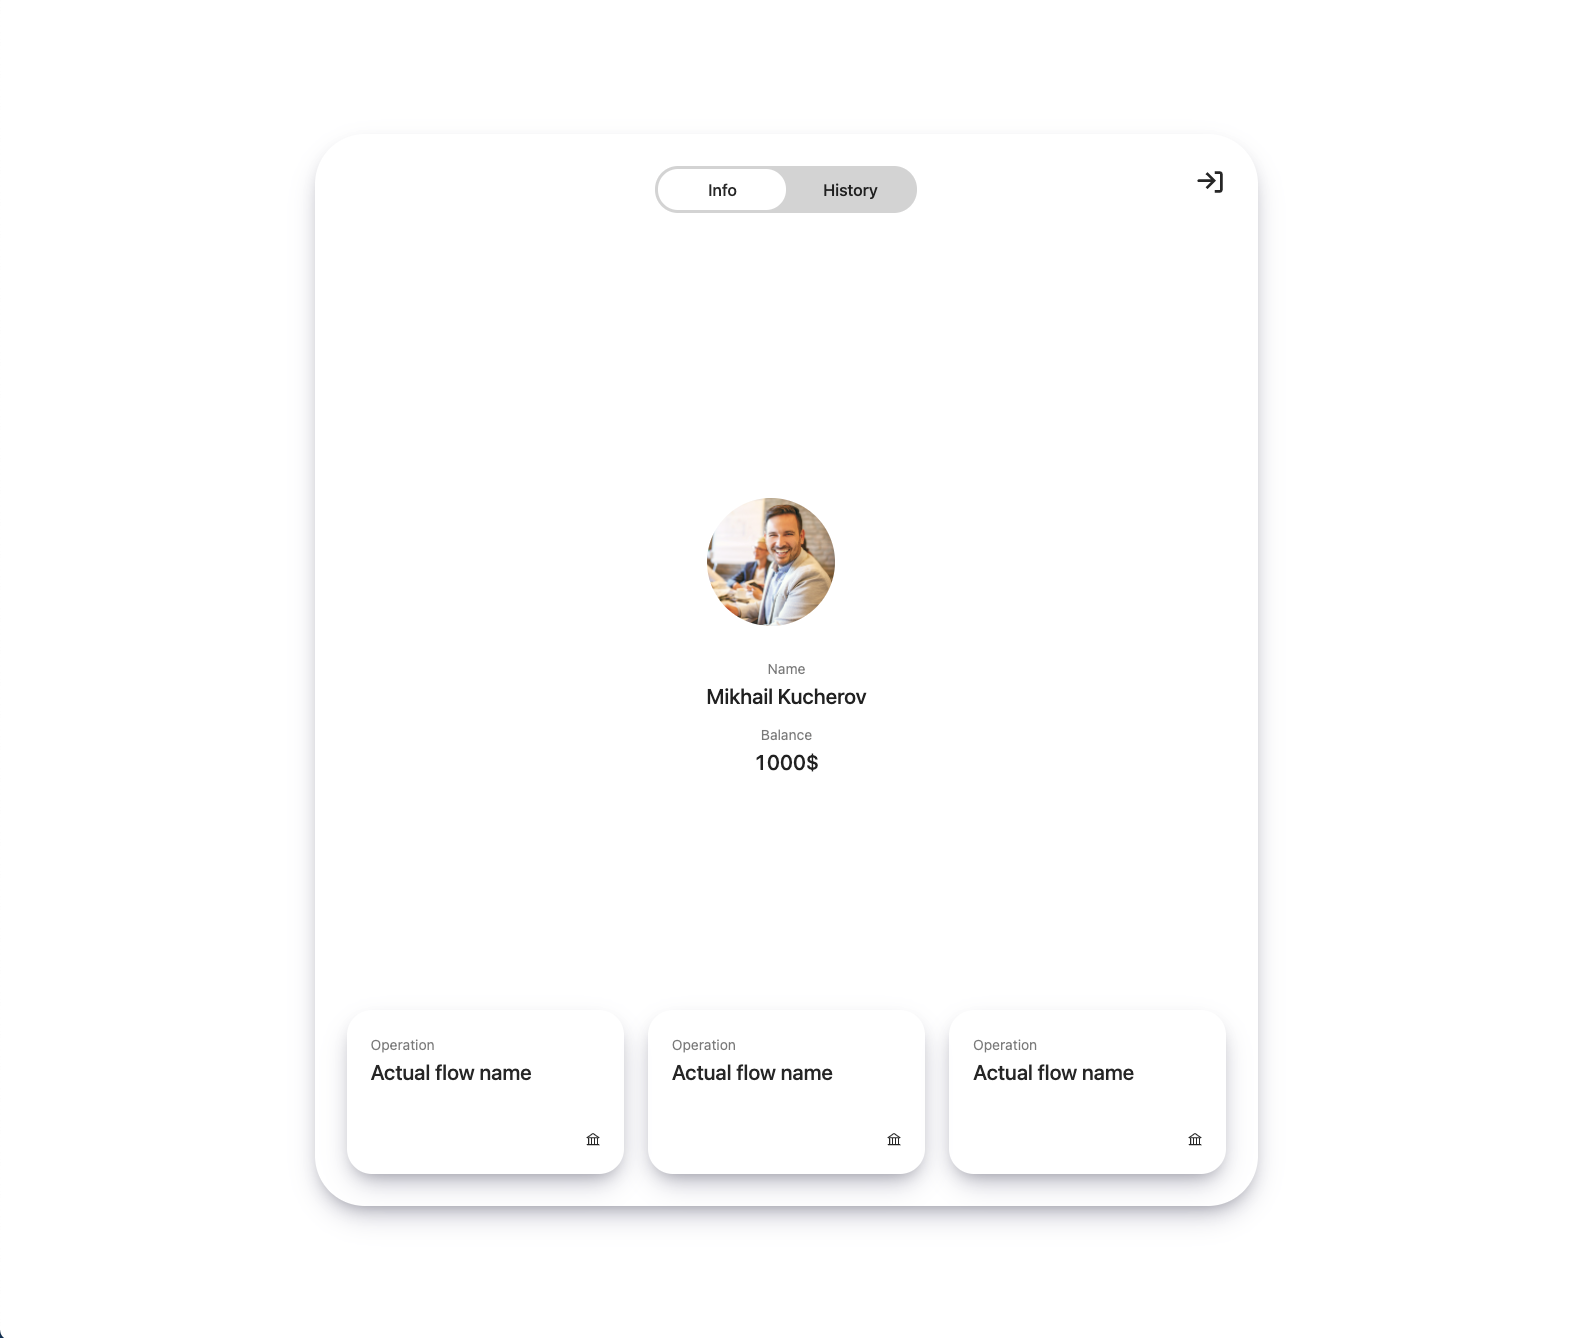 Info History
Name
Mikhail Kucherov
Balance
1000$
Operation Operation Operation
Actual flow name Actual flow name Actual flow name